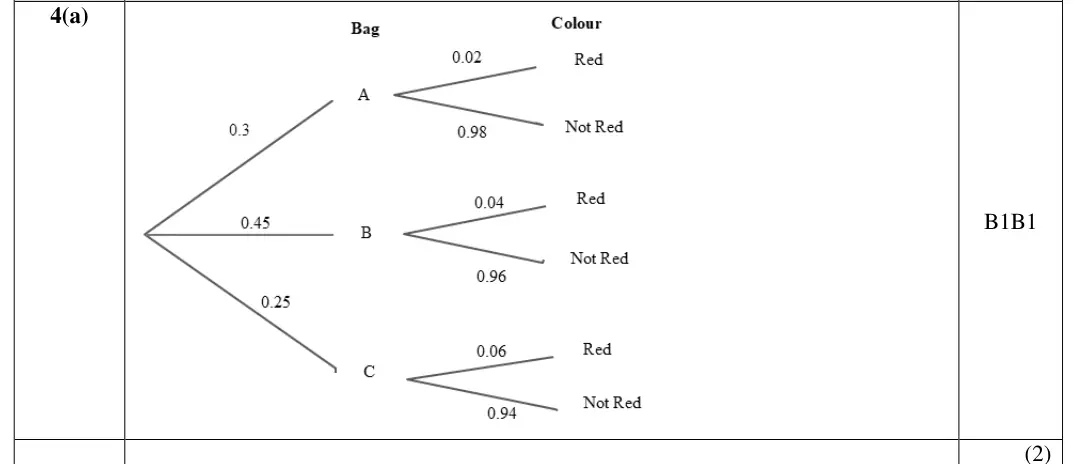 4(a)
Bag
Colour
0.02
Red
A
0.3
0.98
Not Red
0.04
Red
0.45
B
B1B1
0.96
Not Red
0.25
0.06
Red
C
0.94
Not Red
(2)